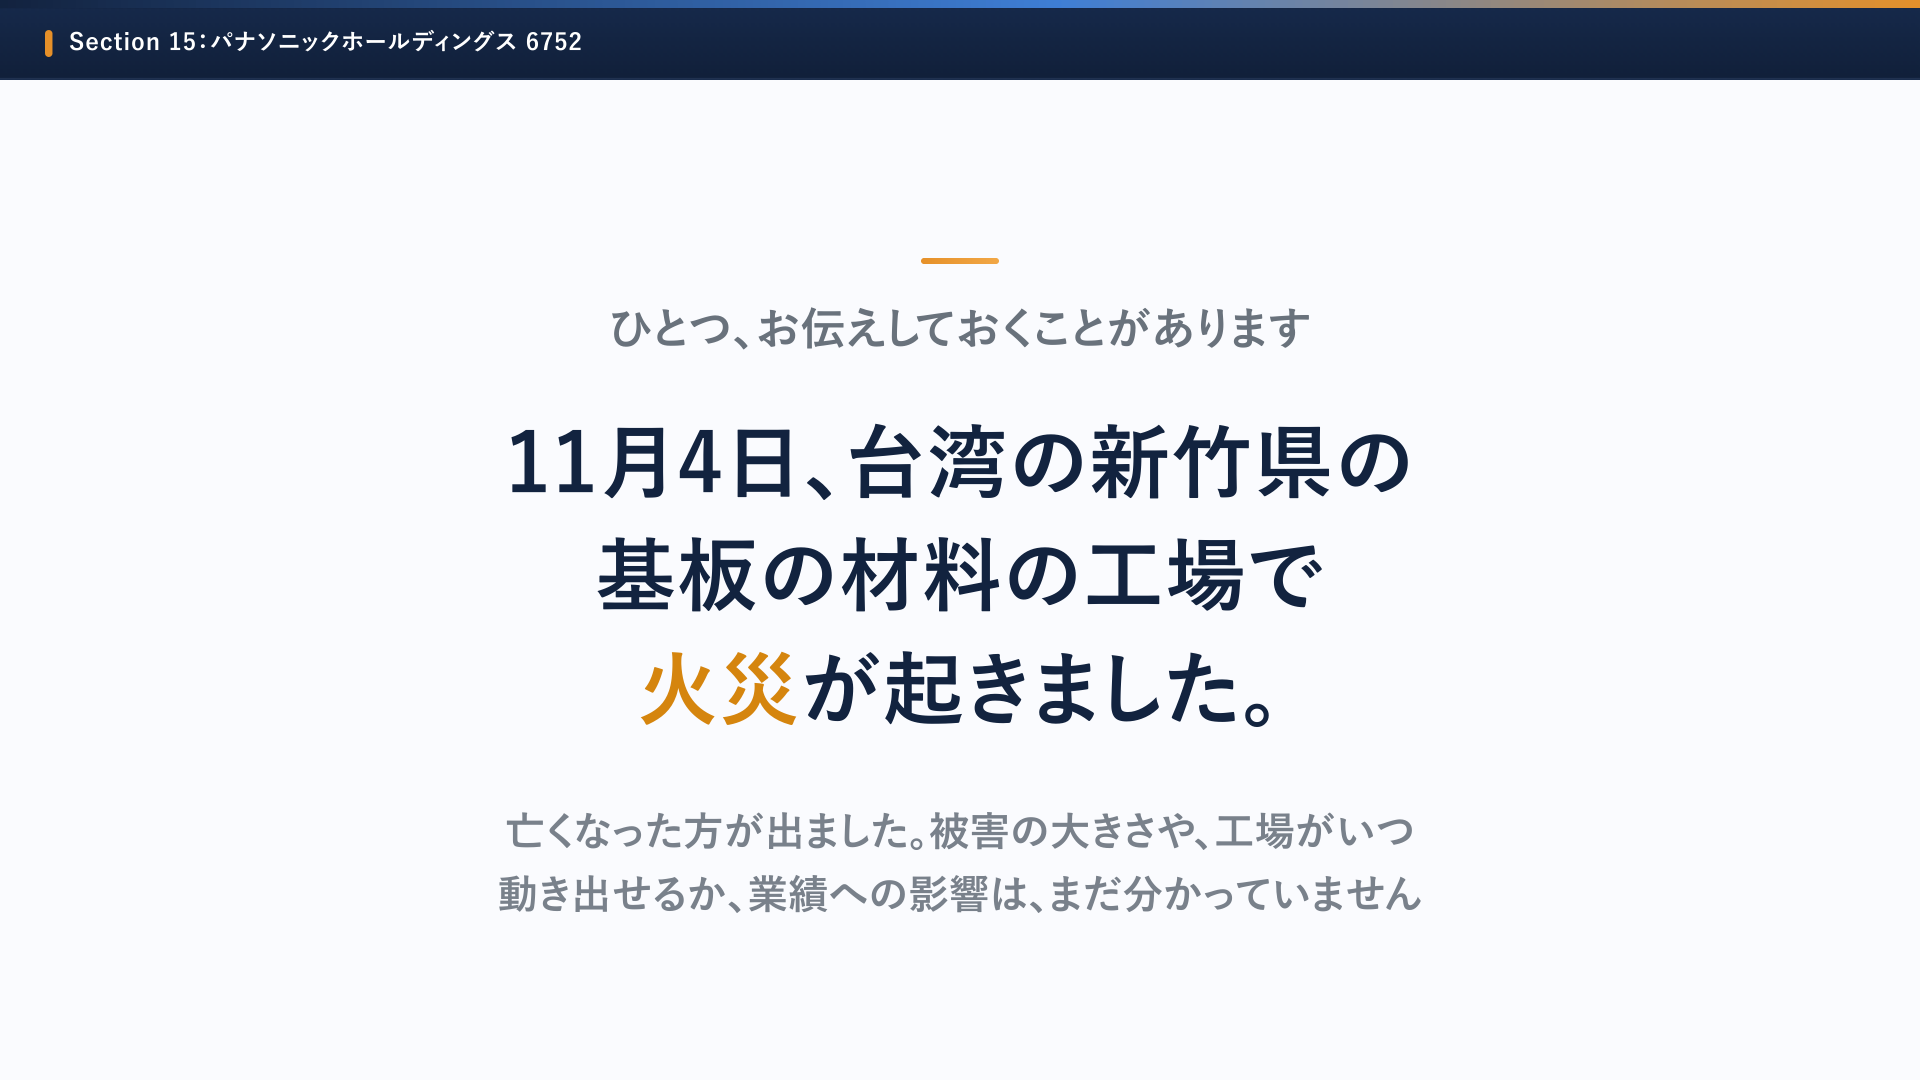 Section 15：パナソニックホールディングス 6752
ひとつ、お伝えしておくことがあります
11月4日、台湾の新竹県の
基板の材料の工場で
火災が起きました。
亡くなった方が出ました。被害の大きさや、工場がいつ
動き出せるか、業績への影響は、まだ分かっていません